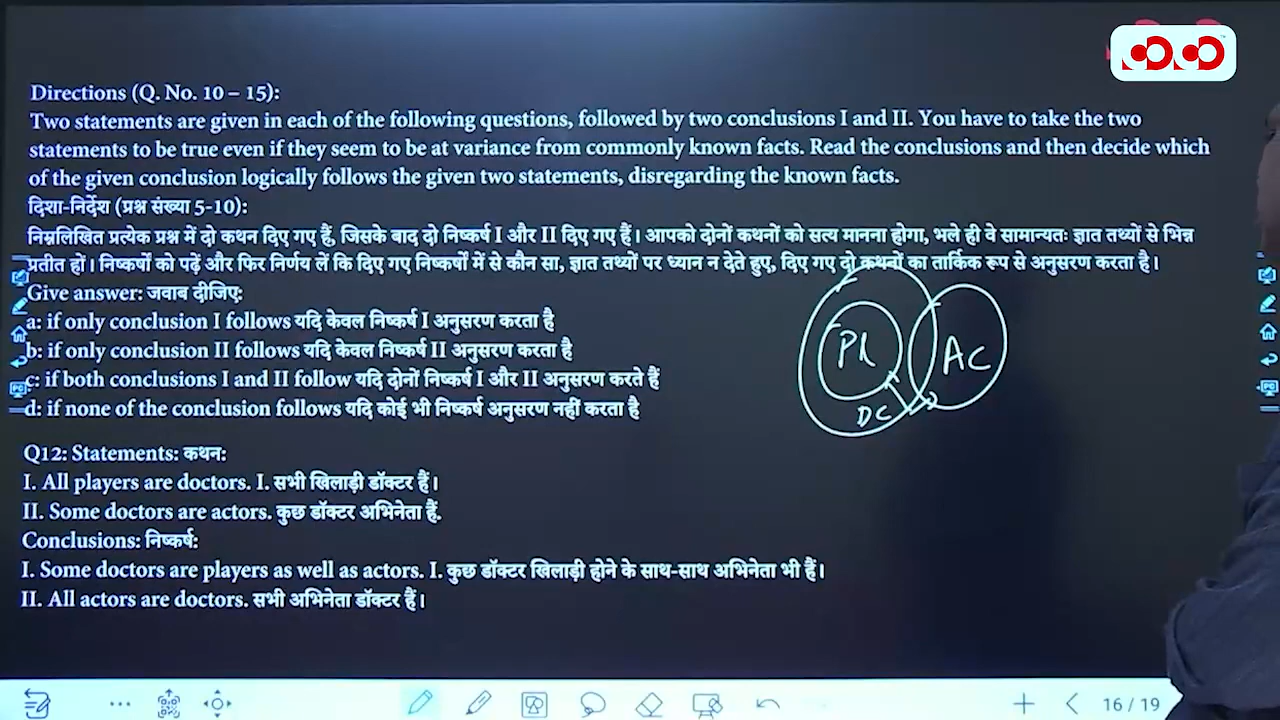 Directions (Q. No. 10 – 15):
Two statements are given in each of the following questions, followed by two conclusions I and II. You have to take the two
statements to be true even if they seem to be at variance from commonly known facts. Read the conclusions and then decide which
of the given conclusion logically follows the given two statements, disregarding the known facts.
दिशा-निर्देश (प्रश्न संख्या 5-10):
निम्नलिखित प्रत्येक प्रश्न में दो कथन दिए गए हैं, जिसके बाद दो निष्कर्ष I और II दिए गए हैं। आपको दोनों कथनों को सत्य मानना होगा, भले ही वे सामान्यतः ज्ञात तथ्यों से भिन्न
प्रतीत हों। निष्कर्षों को पढ़ें और फिर निर्णय लें कि दिए गए निष्कर्षों में से कौन सा, ज्ञात तथ्यों पर ध्यान न देते हुए, दिए गए दो कथनों का तार्किक रूप से अनुसरण करता है।
Give answer: जवाब दीजिए:
a: if only conclusion I follows यदि केवल निष्कर्ष I अनुसरण करता है
b: if only conclusion II follows यदि केवल निष्कर्ष II अनुसरण करता है
c: if both conclusions I and II follow यदि दोनों निष्कर्ष I और II अनुसरण करते हैं
d: if none of the conclusion follows यदि कोई भी निष्कर्ष अनुसरण नहीं करता है
Pl
AC
DC
Q12: Statements: कथन:
I. All players are doctors. I. सभी खिलाड़ी डॉक्टर हैं।
II. Some doctors are actors. कुछ डॉक्टर अभिनेता हैं.
Conclusions: निष्कर्ष:
I. Some doctors are players as well as actors. I. कुछ डॉक्टर खिलाड़ी होने के साथ-साथ अभिनेता भी हैं।
II. All actors are doctors. सभी अभिनेता डॉक्टर हैं।
16 / 19